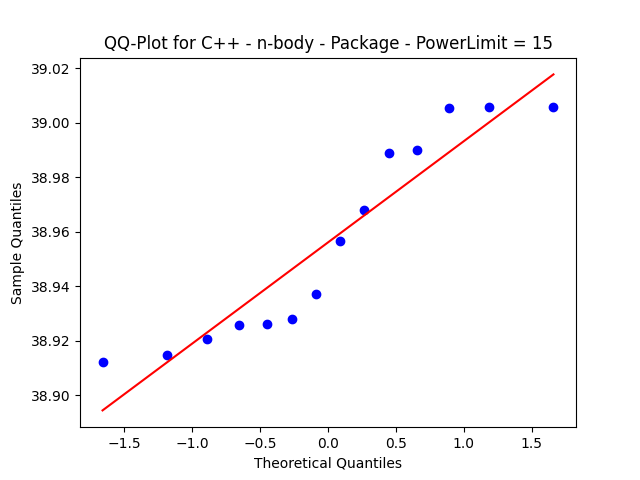 QQ-Plot for C++ - n-body - Package - PowerLimit = 15
39.02
39.00
38.98
38.96
38.94
38.92
38.90
Sample Quantiles
−1.5 −1.0 −0.5 0.0 0.5 1.0 1.5
Theoretical Quantiles